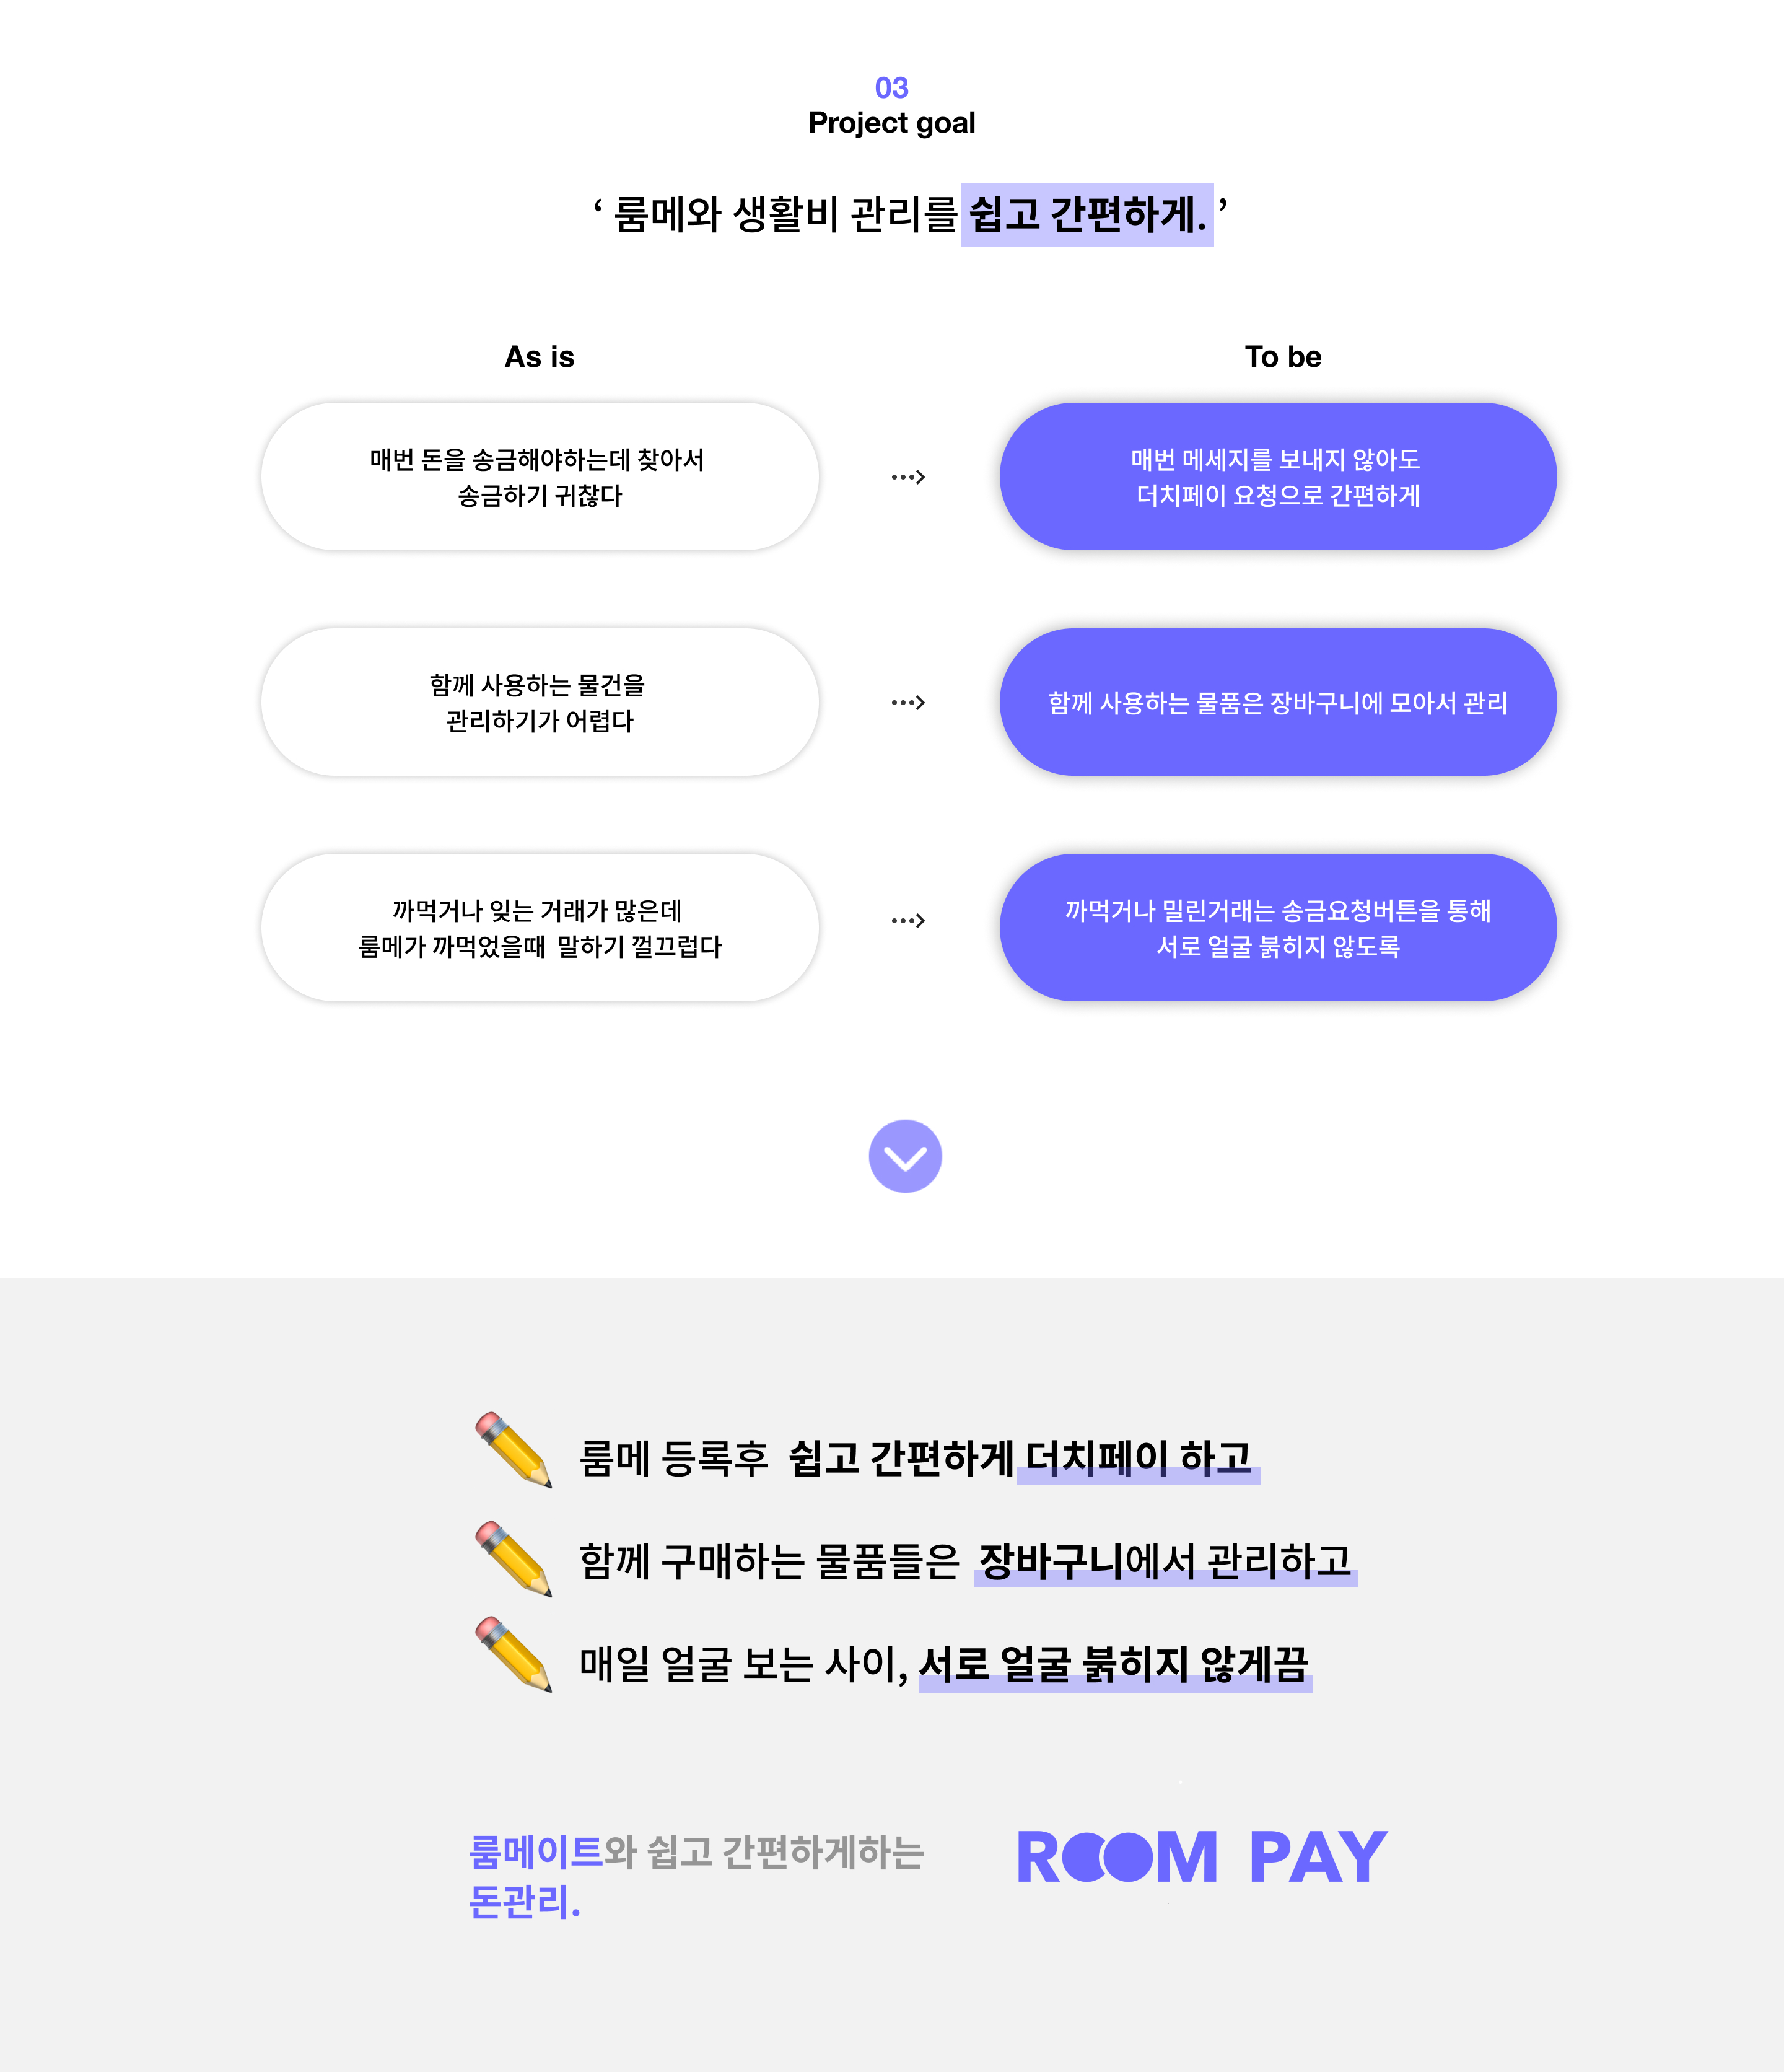 03
Project goal
‘ 룸메와 생활비 관리를 쉽고 간편하게. ’
As is
To be
매번 돈을 송금해야하는데 찾아서
송금하기 귀찮다
매번 메세지를 보내지 않아도
더치페이 요청으로 간편하게
함께 사용하는 물건을
관리하기가 어렵다
함께 사용하는 물품은 장바구니에 모아서 관리
까먹거나 잊는 거래가 많은데
룸메가 까먹었을때 말하기 껄끄럽다
까먹거나 밀린거래는 송금요청버튼을 통해
서로 얼굴 붉히지 않도록
룸메 등록후 쉽고 간편하게 더치페이 하고
함께 구매하는 물품들은 장바구니에서 관리하고
매일 얼굴 보는 사이, 서로 얼굴 붉히지 않게끔
룸메이트와 쉽고 간편하게하는
돈관리.
ROOM PAY